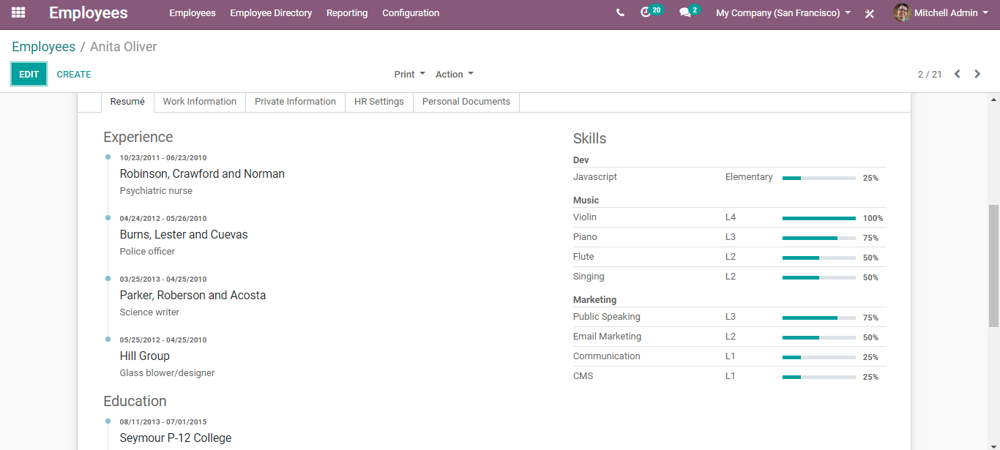 Employees Employees Employee Directory Reporting Configuration 20 2 My Company (San Francisco) Mitchell Admin
Employees / Anita Oliver
EDIT CREATE Print Action 2 / 21
Resumé Work Information Private Information HR Settings Personal Documents
Experience
10/23/2011 - 06/23/2010
Robinson, Crawford and Norman
Psychiatric nurse
04/24/2012 - 05/26/2010
Burns, Lester and Cuevas
Police officer
03/25/2013 - 04/25/2010
Parker, Roberson and Acosta
Science writer
05/25/2012 - 04/25/2010
Hill Group
Glass blower/designer
Education
08/11/2013 - 07/01/2015
Seymour P-12 College
Skills
Dev
Javascript Elementary 25%
Music
Violin L4 100%
Piano L3 75%
Flute L2 50%
Singing L2 50%
Marketing
Public Speaking L3 75%
Email Marketing L2 50%
Communication L1 25%
CMS L1 25%